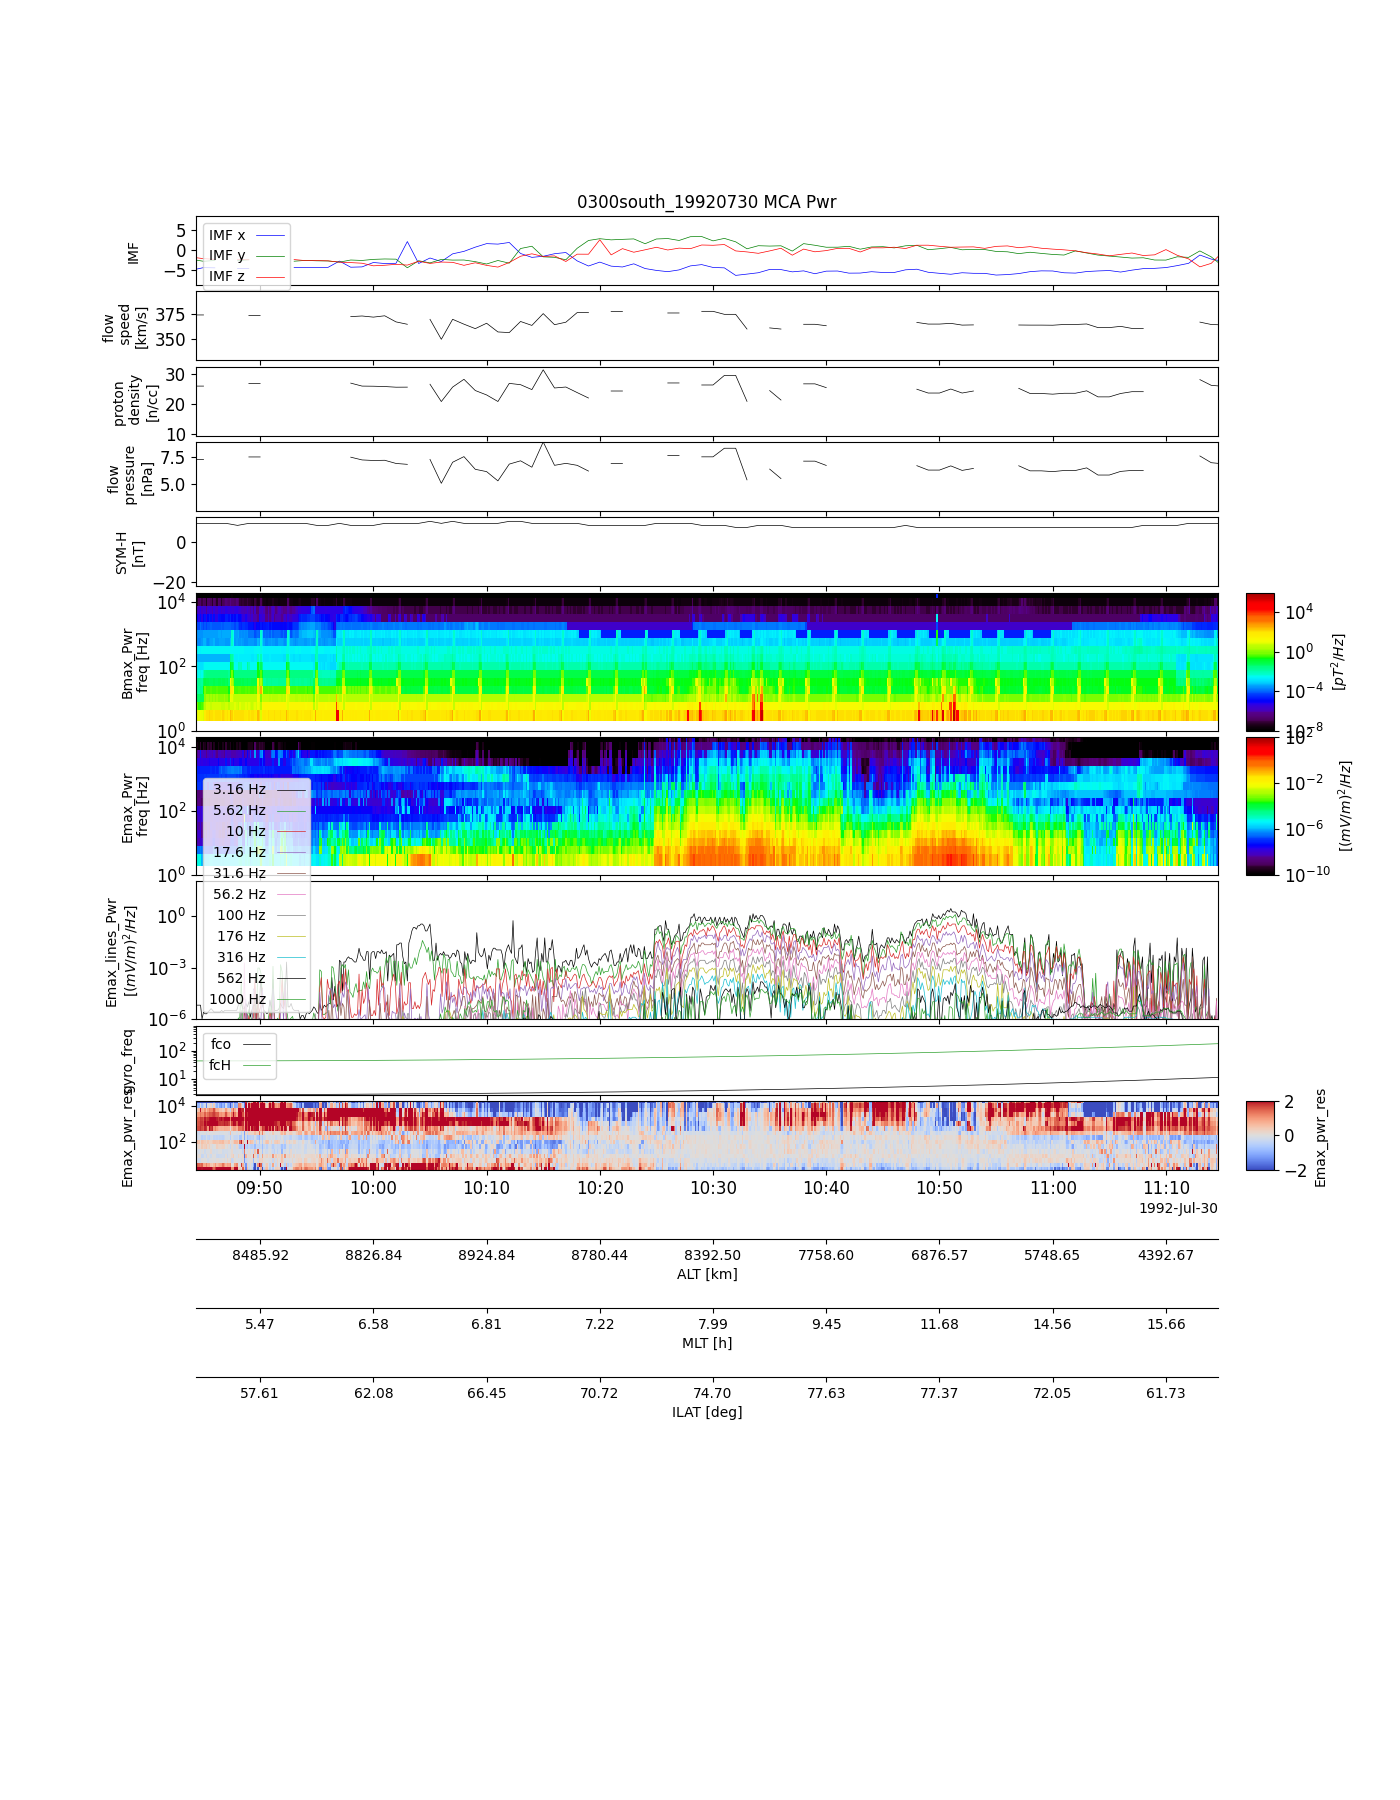 0300south_19920730 MCA Pwr
IMF
5
0
−5
IMF x
IMF y
IMF z
flow
speed
[km/s]
375
350
proton
density
[n/cc]
30
20
10
flow
pressure
[nPa]
7.5
5.0
SYM-H
[nT]
0
−20
Bmax_Pwr
freq [Hz]
10^4
10^2
10^0
10^4
10^0
10^−4
10^−8
[pT^2/Hz]
Emax_Pwr
freq [Hz]
10^4
10^2
10^0
10^2
10^−2
10^−6
10^−10
[(mV/m)^2/Hz]
3.16 Hz
5.62 Hz
10 Hz
17.6 Hz
31.6 Hz
56.2 Hz
100 Hz
176 Hz
316 Hz
562 Hz
1000 Hz
Emax_lines_Pwr
[(mV/m)^2/Hz]
10^0
10^−3
10^−6
gyro_freq
10^2
10^1
fco
fcH
Emax_pwr_res
10^4
10^2
2
0
−2
Emax_pwr_res
09:50 10:00 10:10 10:20 10:30 10:40 10:50 11:00 11:10
1992-Jul-30
8485.92 8826.84 8924.84 8780.44 8392.50 7758.60 6876.57 5748.65 4392.67
ALT [km]
5.47 6.58 6.81 7.22 7.99 9.45 11.68 14.56 15.66
MLT [h]
57.61 62.08 66.45 70.72 74.70 77.63 77.37 72.05 61.73
ILAT [deg]